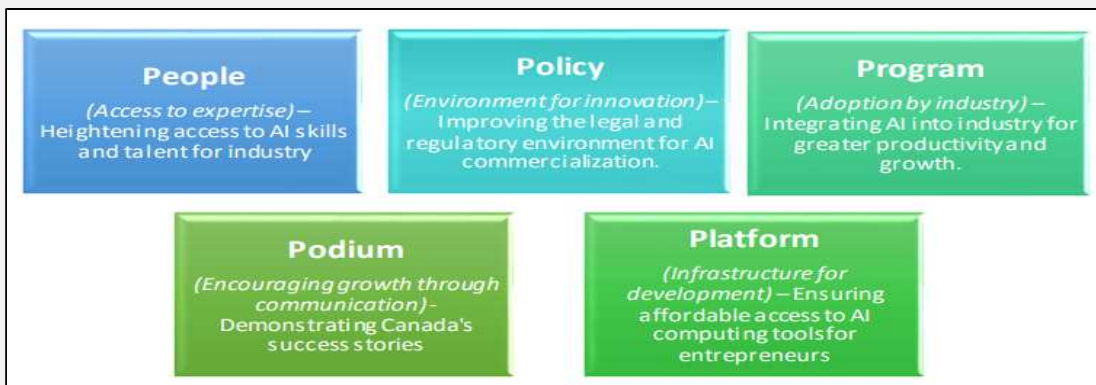 People
(Access to expertise) –
Heightening access to AI skills
and talent for industry
Policy
(Environment for innovation) –
Improving the legal and
regulatory environment for AI
commercialization.
Program
(Adoption by industry) –
Integrating AI into industry for
greater productivity and
growth.
Podium
(Encouraging growth through
communication) -
Demonstrating Canada's
success stories
Platform
(Infrastructure for
development) – Ensuring
affordable access to AI
computing tools for
entrepreneurs